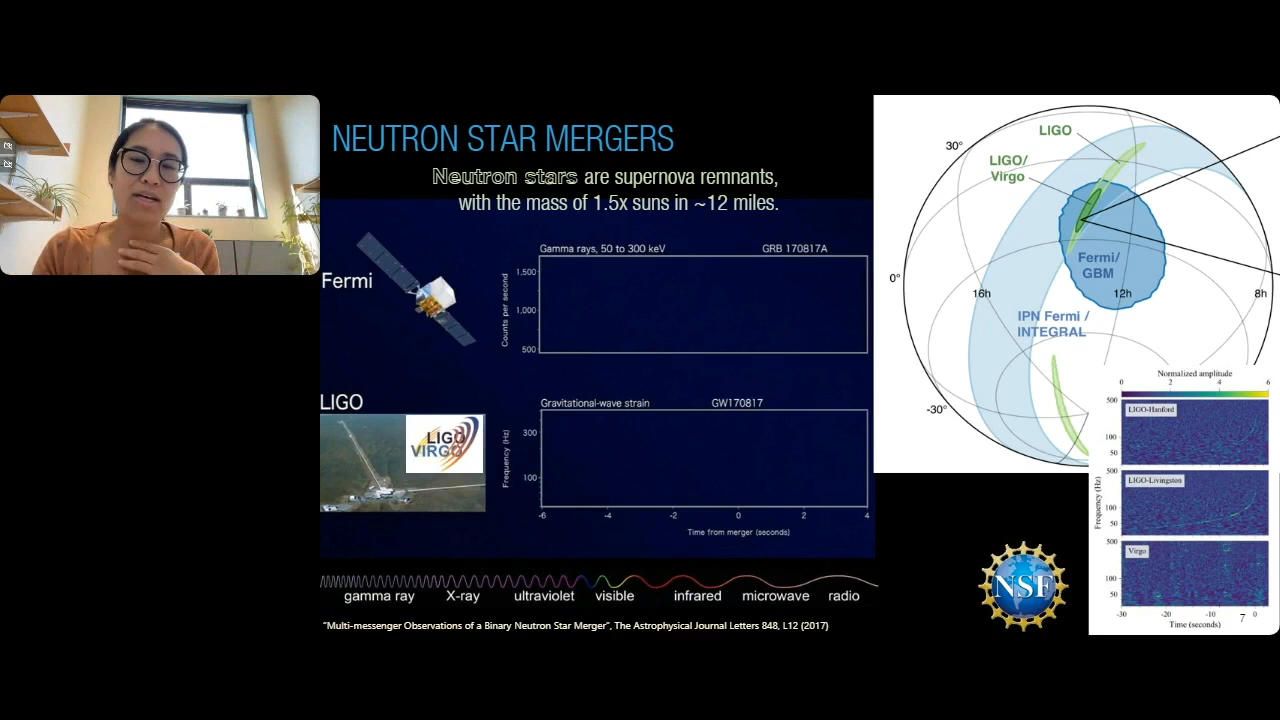 NEUTRON STAR MERGERS
Neutron stars are supernova remnants,
with the mass of 1.5x suns in ~12 miles.
Fermi
Gamma rays, 50 to 300 keV
GRB 170817A
Counts per second
1,500
1,000
500
LIGO
LIGO
VIRGO
Gravitational-wave strain
GW170817
Frequency (Hz)
300
100
-6
-4
-2
0
2
4
Time from merger (seconds)
gamma ray
X-ray
ultraviolet
visible
infrared
microwave
radio
"Multi-messenger Observations of a Binary Neutron Star Merger", The Astrophysical Journal Letters 848, L12 (2017)
LIGO
LIGO/
Virgo
30°
0°
-30°
16h
12h
8h
Fermi/
GBM
IPN Fermi /
INTEGRAL
Normalized amplitude
0
2
4
6
500
LIGO-Hanford
100
50
500
LIGO-Livingston
100
50
500
Virgo
100
50
Frequency (Hz)
-30
-20
-10
0
Time (seconds)
7
NSF